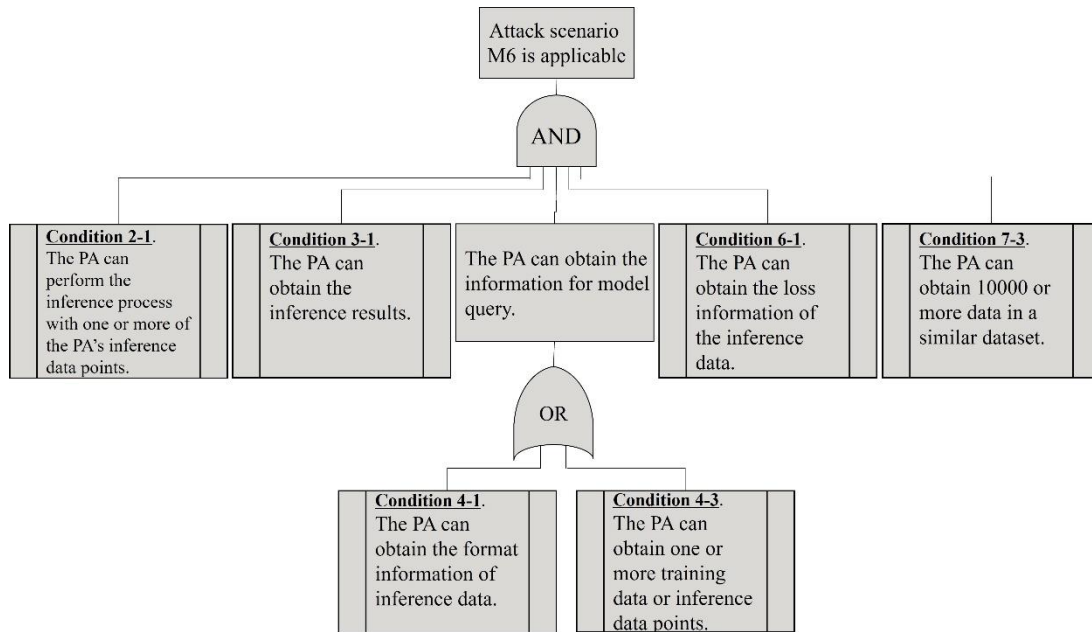 Attack scenario
M6 is applicable
AND
Condition 2-1.
The PA can
perform the
inference process
with one or more of
the PA's inference
data points.
Condition 3-1.
The PA can
obtain the
inference results.
The PA can obtain the
information for model
query.
Condition 6-1.
The PA can
obtain the loss
information of
the inference
data.
Condition 7-3.
The PA can
obtain 10000 or
more data in a
similar dataset.
OR
Condition 4-1.
The PA can
obtain the format
information of
inference data.
Condition 4-3.
The PA can
obtain one or
more training
data or inference
data points.